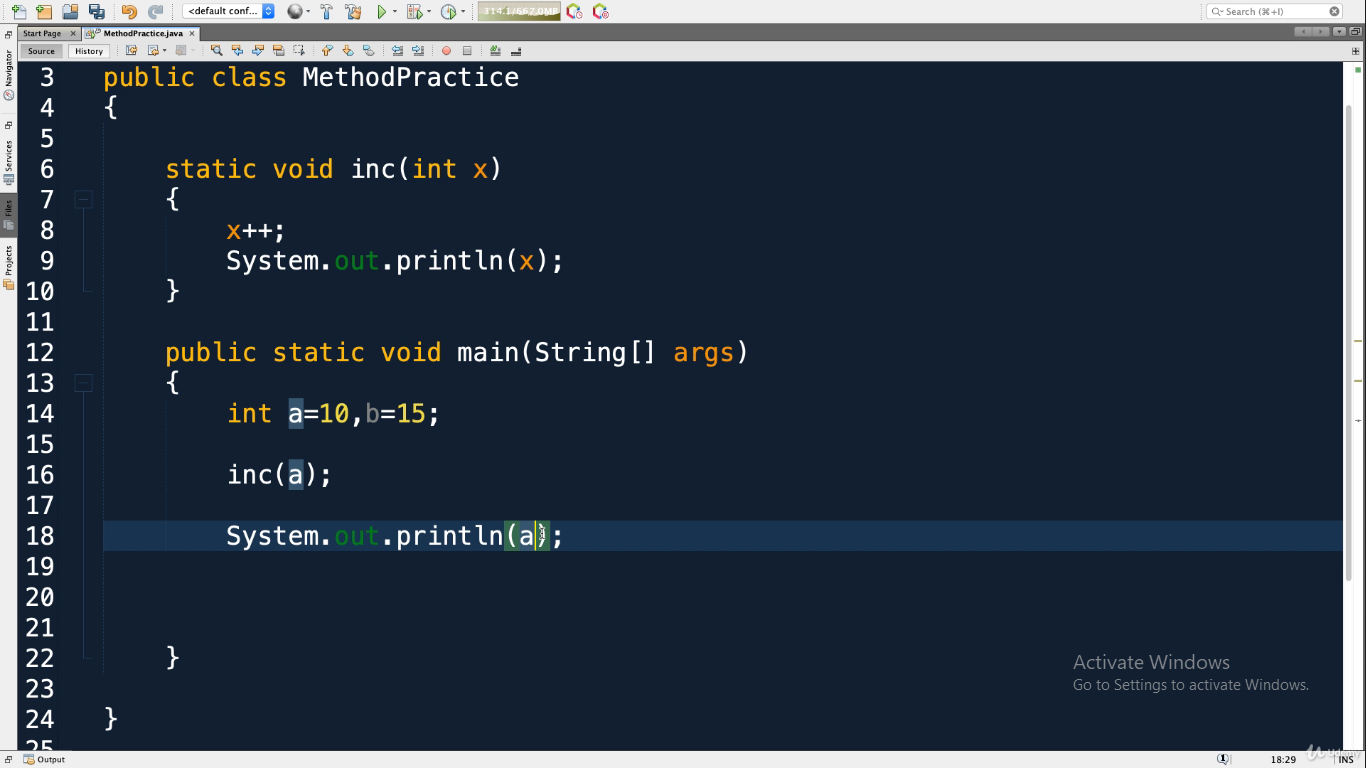 <default conf...
314.1/667.0MB
Search (⌘+I)
Start Page
MethodPractice.java
Source
History
Navigator
Services
Files
Projects
3 public class MethodPractice
4 {
5
6 static void inc(int x)
7 {
8 x++;
9 System.out.println(x);
10 }
11
12 public static void main(String[] args)
13 {
14 int a=10,b=15;
15
16 inc(a);
17
18 System.out.println(a);
19
20
21
22 }
23
24 }
25
Activate Windows
Go to Settings to activate Windows.
Output
1
18:29
INS
Udemy